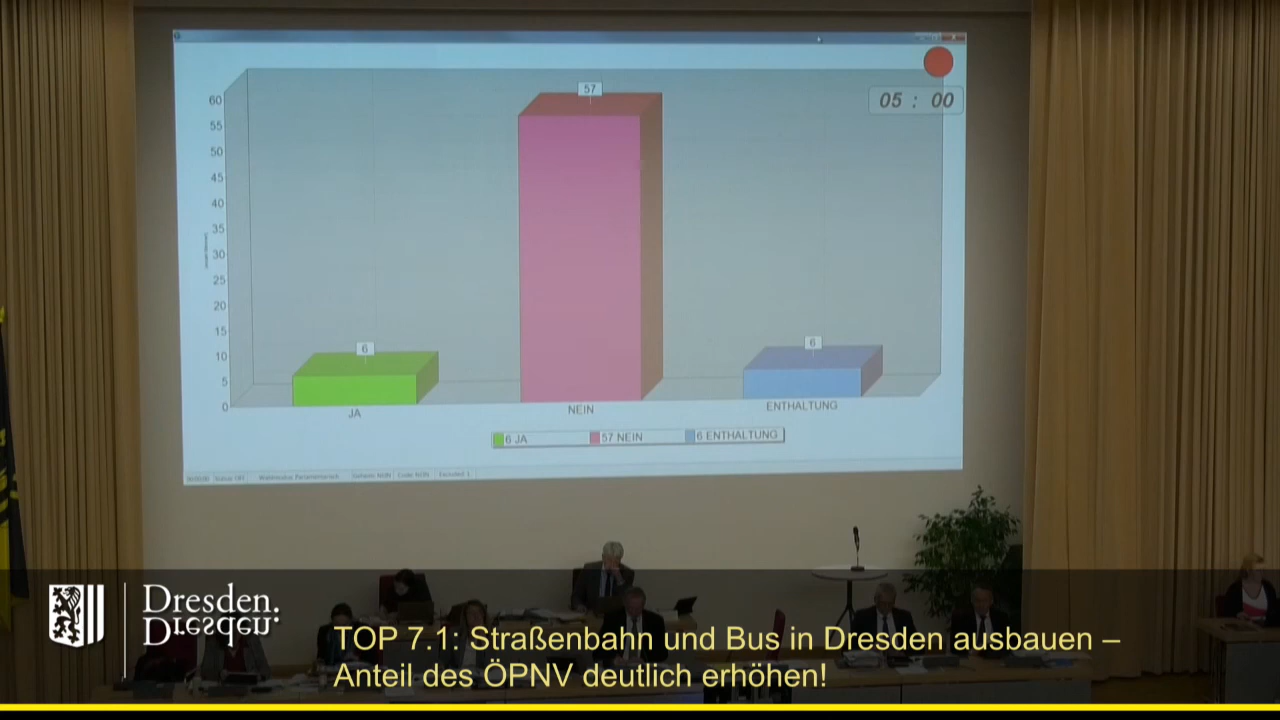 57
05 : 00
60
55
50
45
40
35
30
25
20
15
10
5
0
6
6
JA
NEIN
ENTHALTUNG
6 JA
57 NEIN
6 ENTHALTUNG
Dresden.
Dresden.
TOP 7.1: Straßenbahn und Bus in Dresden ausbauen –
Anteil des ÖPNV deutlich erhöhen!